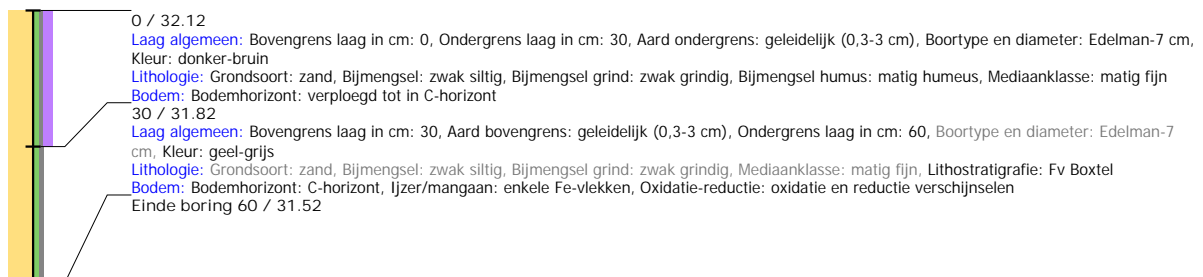 0 / 32.12
Laag algemeen: Bovengrens laag in cm: 0, Ondergrens laag in cm: 30, Aard ondergrens: geleidelijk (0,3-3 cm), Boortype en diameter: Edelman-7 cm,
Kleur: donker-bruin
Lithologie: Grondsoort: zand, Bijmengsel: zwak siltig, Bijmengsel grind: zwak grindig, Bijmengsel humus: matig humeus, Mediaanklasse: matig fijn
Bodem: Bodemhorizont: verploegd tot in C-horizont
30 / 31.82
Laag algemeen: Bovengrens laag in cm: 30, Aard bovengrens: geleidelijk (0,3-3 cm), Ondergrens laag in cm: 60, Boortype en diameter: Edelman-7
cm, Kleur: geel-grijs
Lithologie: Grondsoort: zand, Bijmengsel: zwak siltig, Bijmengsel grind: zwak grindig, Mediaanklasse: matig fijn, Lithostratigrafie: Fv Boxtel
Bodem: Bodemhorizont: C-horizont, Ijzer/mangaan: enkele Fe-vlekken, Oxidatie-reductie: oxidatie en reductie verschijnselen
Einde boring 60 / 31.52